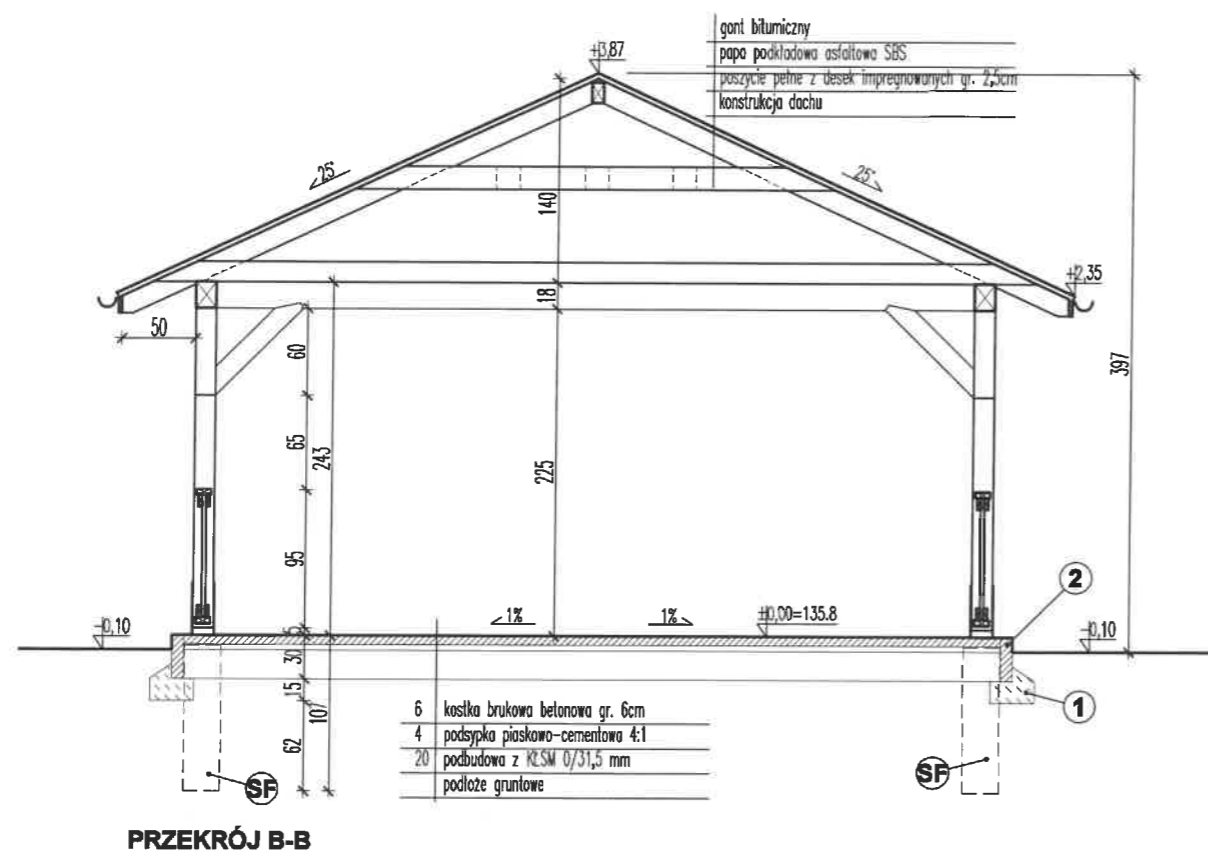 gont bitumiczny
papa podkładowa asfaltowa SBS
poszycie pełne z desek impregnowanych gr. 2,5cm
konstrukcja dachu
+3,87
25°
25°
140
+2,35
18
50
60
397
65
243
225
95
2
1%
1%
±0,00=135.8
-0,10
-0,10
5
30
15
107
62
1
6 kostka brukowa betonowa gr. 6cm
4 podsypka piaskowo-cementowa 4:1
20 podbudowa z KŁSM 0/31,5 mm
podłoże gruntowe
SF
SF
PRZEKRÓJ B-B